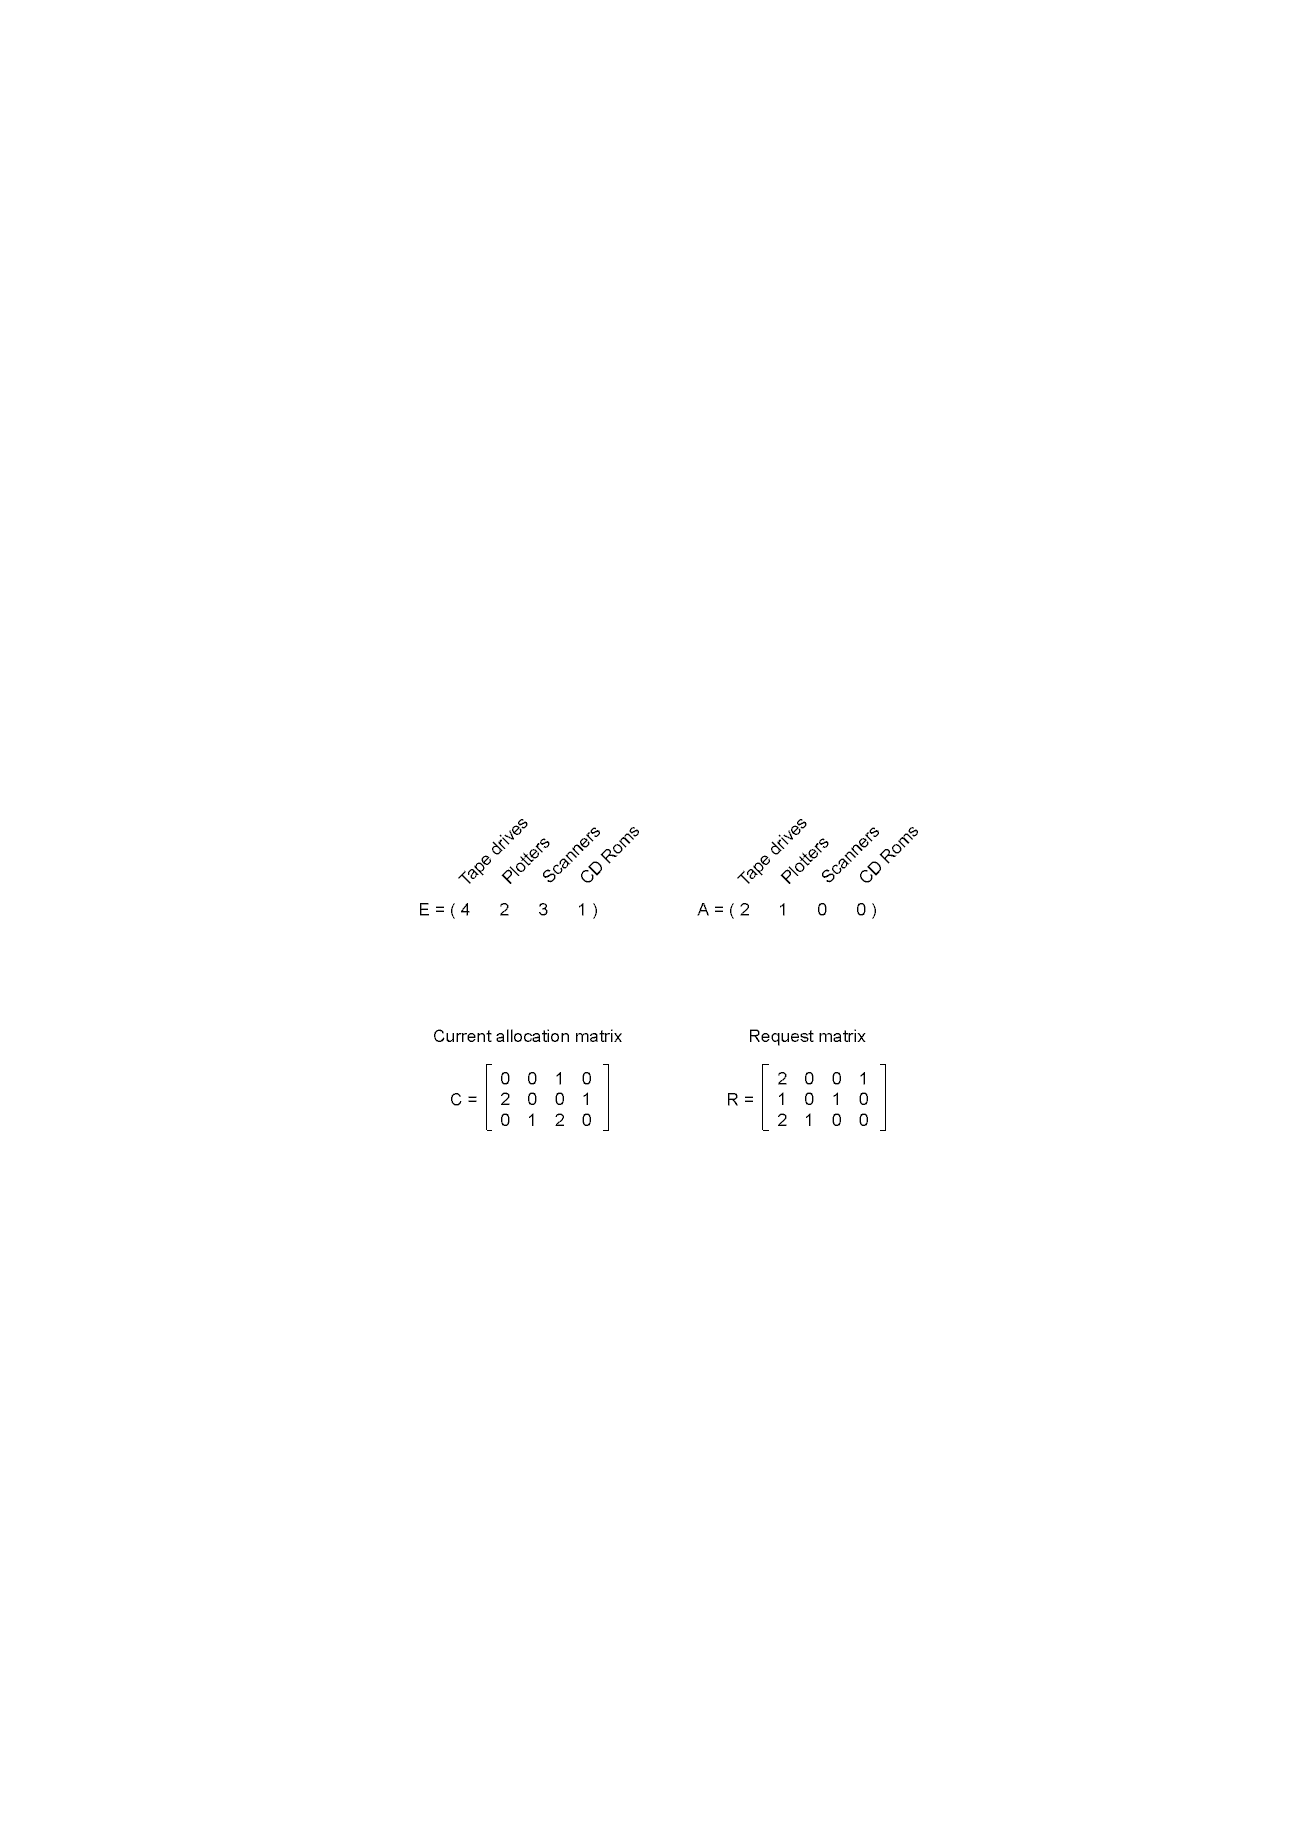 Tape drives Plotters Scanners CD Roms
E = ( 4 2 3 1 )
Tape drives Plotters Scanners CD Roms
A = ( 2 1 0 0 )
Current allocation matrix
0 0 1 0
C = 2 0 0 1
0 1 2 0
Request matrix
2 0 0 1
R = 1 0 1 0
2 1 0 0